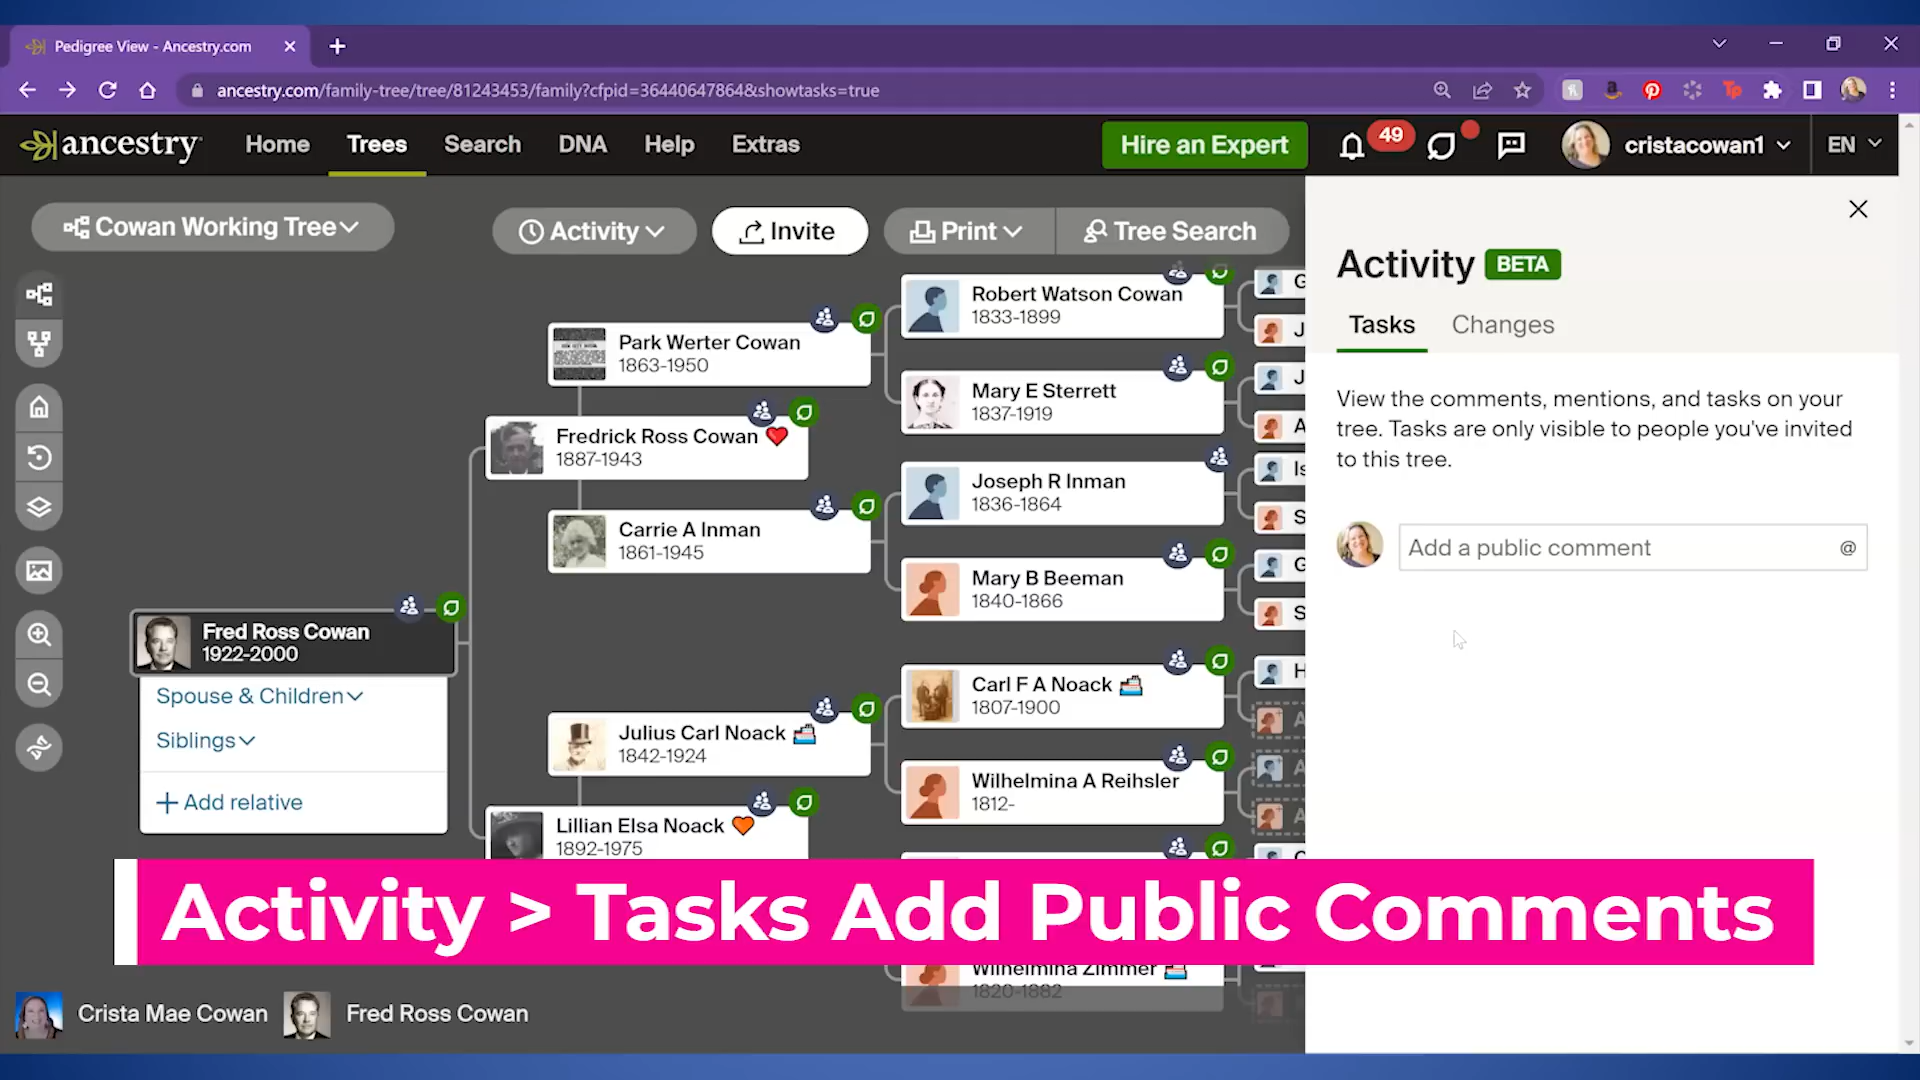 Pedigree View - Ancestry.com
ancestry.com/family-tree/tree/81243453/family?cfpid=36440647864&showtasks=true
ancestry
Home
Trees
Search
DNA
Help
Extras
Hire an Expert
49
cristacowan1
EN
Cowan Working Tree
Activity
Invite
Print
Tree Search
Robert Watson Cowan
1833-1899
Park Werter Cowan
1863-1950
Mary E Sterrett
1837-1919
Fredrick Ross Cowan
1887-1943
Joseph R Inman
1836-1864
Carrie A Inman
1861-1945
Mary B Beeman
1840-1866
Fred Ross Cowan
1922-2000
Spouse & Children
Siblings
Add relative
Carl F A Noack
1807-1900
Julius Carl Noack
1842-1924
Wilhelmina A Reihsler
1812-
Lillian Elsa Noack
1892-1975
Wilhelmina Zimmer
1820-1882
G
J
J
A
Is
S
G
S
H
A
A
A
Activity BETA
Tasks
Changes
View the comments, mentions, and tasks on your
tree. Tasks are only visible to people you've invited
to this tree.
Add a public comment @
Activity > Tasks Add Public Comments
Crista Mae Cowan
Fred Ross Cowan